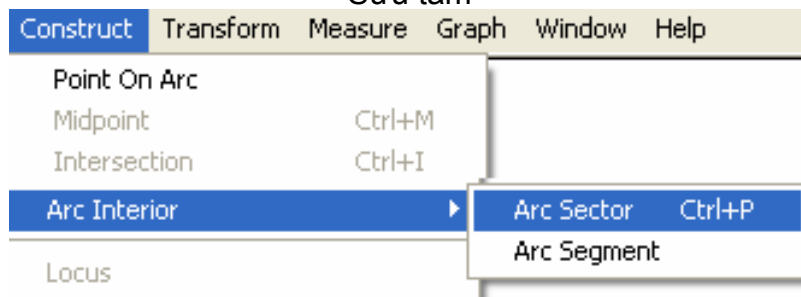 Construct Transform Measure Graph Window Help
Point On Arc
Midpoint Ctrl+M
Intersection Ctrl+I
Arc Interior
Arc Sector Ctrl+P
Arc Segment
Locus